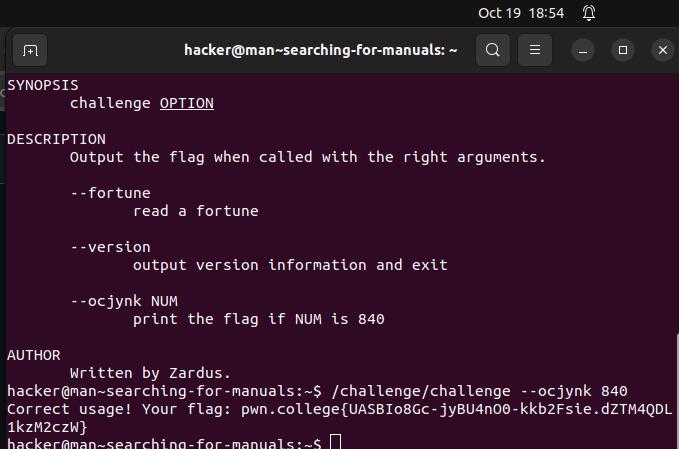 Oct 19 18:54
hacker@man~searching-for-manuals: ~
SYNOPSIS
challenge OPTION
DESCRIPTION
Output the flag when called with the right arguments.
--fortune
read a fortune
--version
output version information and exit
--ocjynk NUM
print the flag if NUM is 840
AUTHOR
Written by Zardus.
hacker@man~searching-for-manuals:~$ /challenge/challenge --ocjynk 840
Correct usage! Your flag: pwn.college{UASBIo8Gc-jyBU4nO0-kkb2Fsie.dZTM4QDL
1kzM2czW}
hacker@man~searching-for-manuals:~$